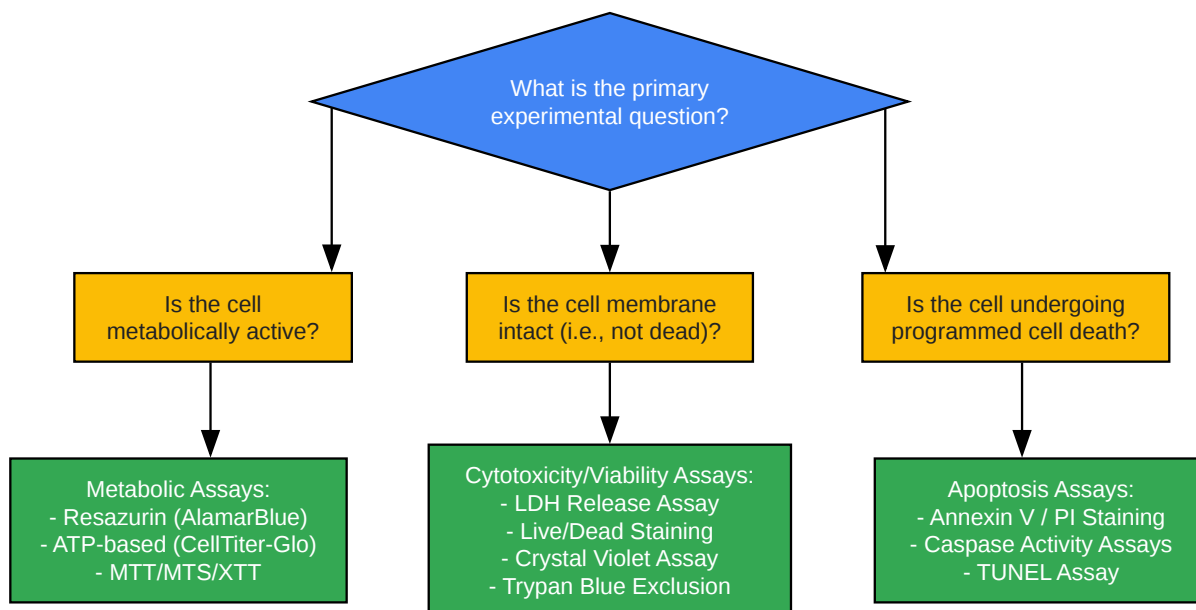 What is the primary
experimental question?
Is the cell
metabolically active?
Is the cell membrane
intact (i.e., not dead)?
Is the cell undergoing
programmed cell death?
Metabolic Assays:
- Resazurin (AlamarBlue)
- ATP-based (CellTiter-Glo)
- MTT/MTS/XTT
Cytotoxicity/Viability Assays:
- LDH Release Assay
- Live/Dead Staining
- Crystal Violet Assay
- Trypan Blue Exclusion
Apoptosis Assays:
- Annexin V / PI Staining
- Caspase Activity Assays
- TUNEL Assay